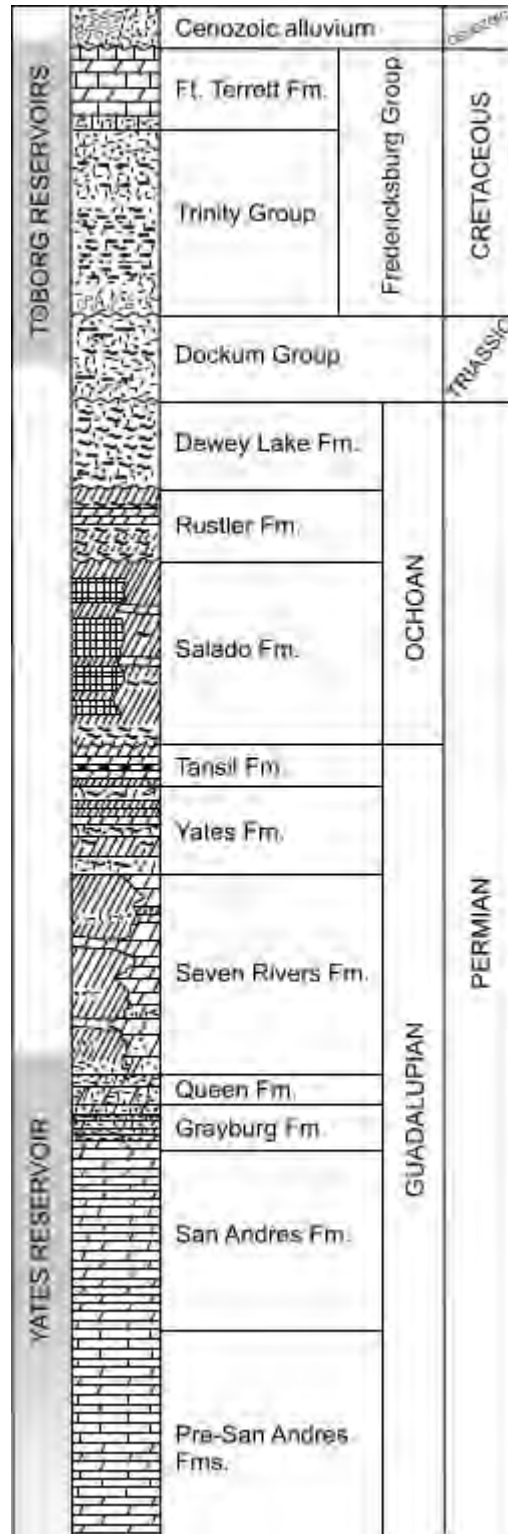 Cenozoic alluvium
CENOZOIC
TOBORG RESERVOIRS
Ft. Terrett Fm.
Trinity Group
Fredericksburg Group
CRETACEOUS
Dockum Group
TRIASSIC
Dewey Lake Fm.
Rustler Fm.
Salado Fm.
OCHOAN
Tansil Fm.
Yates Fm.
Seven Rivers Fm.
Queen Fm.
Grayburg Fm.
San Andres Fm.
Pre-San Andres
Fms.
GUADALUPIAN
PERMIAN
YATES RESERVOIR